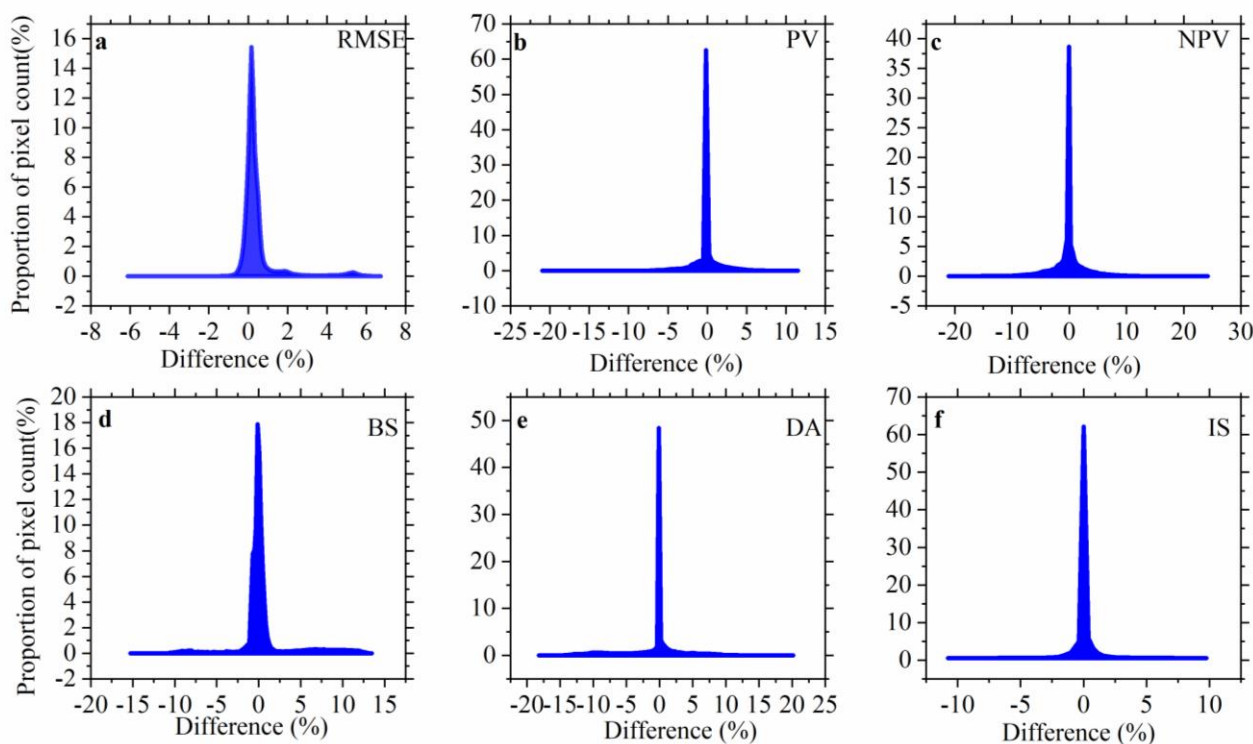 a
RMSE
Proportion of pixel count(%)
16
14
12
10
8
6
4
2
0
-2
-8 -6 -4 -2 0 2 4 6 8
Difference (%)
b
PV
70
60
50
40
30
20
10
0
-10
-25 -20 -15 -10 -5 0 5 10 15
Difference (%)
c
NPV
40
35
30
25
20
15
10
5
0
-5
-20 -10 0 10 20 30
Difference (%)
d
BS
Proportion of pixel count(%)
20
18
16
14
12
10
8
6
4
2
0
-2
-20 -15 -10 -5 0 5 10 15
Difference (%)
e
DA
50
40
30
20
10
0
-20 -15 -10 -5 0 5 10 15 20 25
Difference (%)
f
IS
70
60
50
40
30
20
10
0
-10 -5 0 5 10
Difference (%)